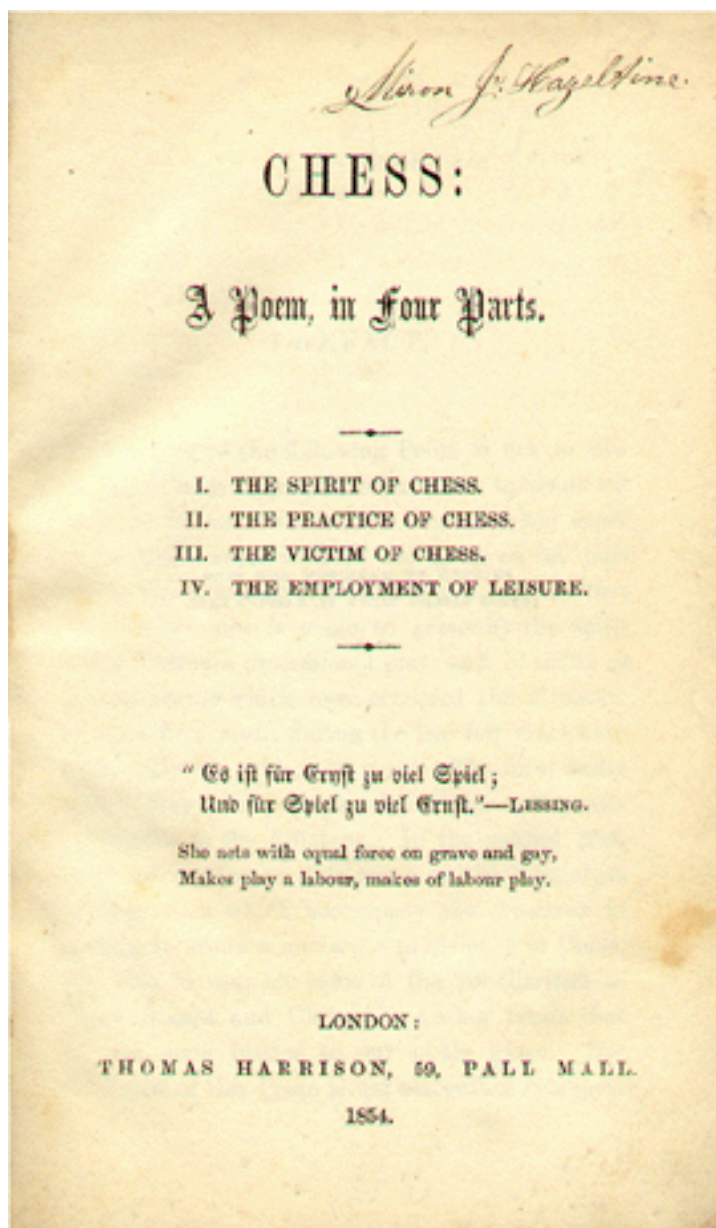 Miron J. Hazeltine.
CHESS:
A Poem, in Four Parts.
I. THE SPIRIT OF CHESS.
II. THE PRACTICE OF CHESS.
III. THE VICTIM OF CHESS.
IV. THE EMPLOYMENT OF LEISURE.
" Es ist für Ernst zu viel Spiel ;
Und für Spiel zu viel Ernst."—LESSING.
She acts with equal force on grave and gay,
Makes play a labour, makes of labour play.
LONDON :
THOMAS HARRISON, 59, PALL MALL.
1854.